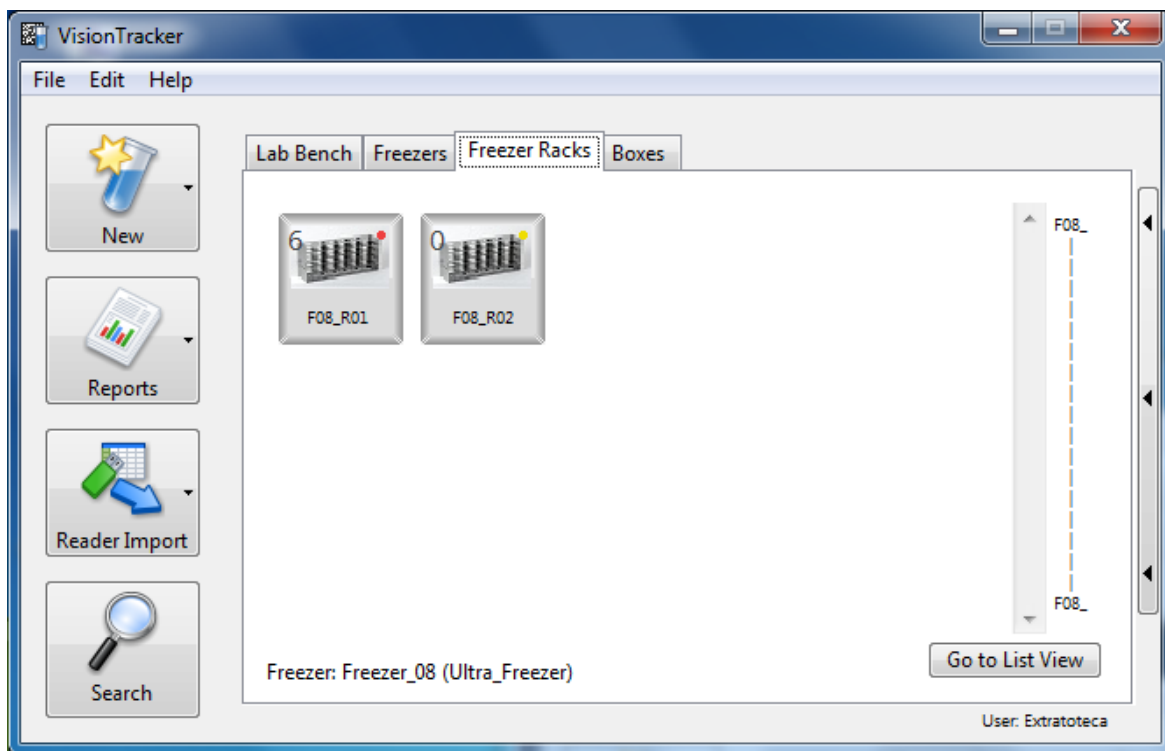 VisionTracker
File Edit Help
New
Reports
Reader Import
Search
Lab Bench Freezers Freezer Racks Boxes
6
F08_R01
0
F08_R02
F08_
F08_
Freezer: Freezer_08 (Ultra_Freezer)
Go to List View
User: Extratoteca